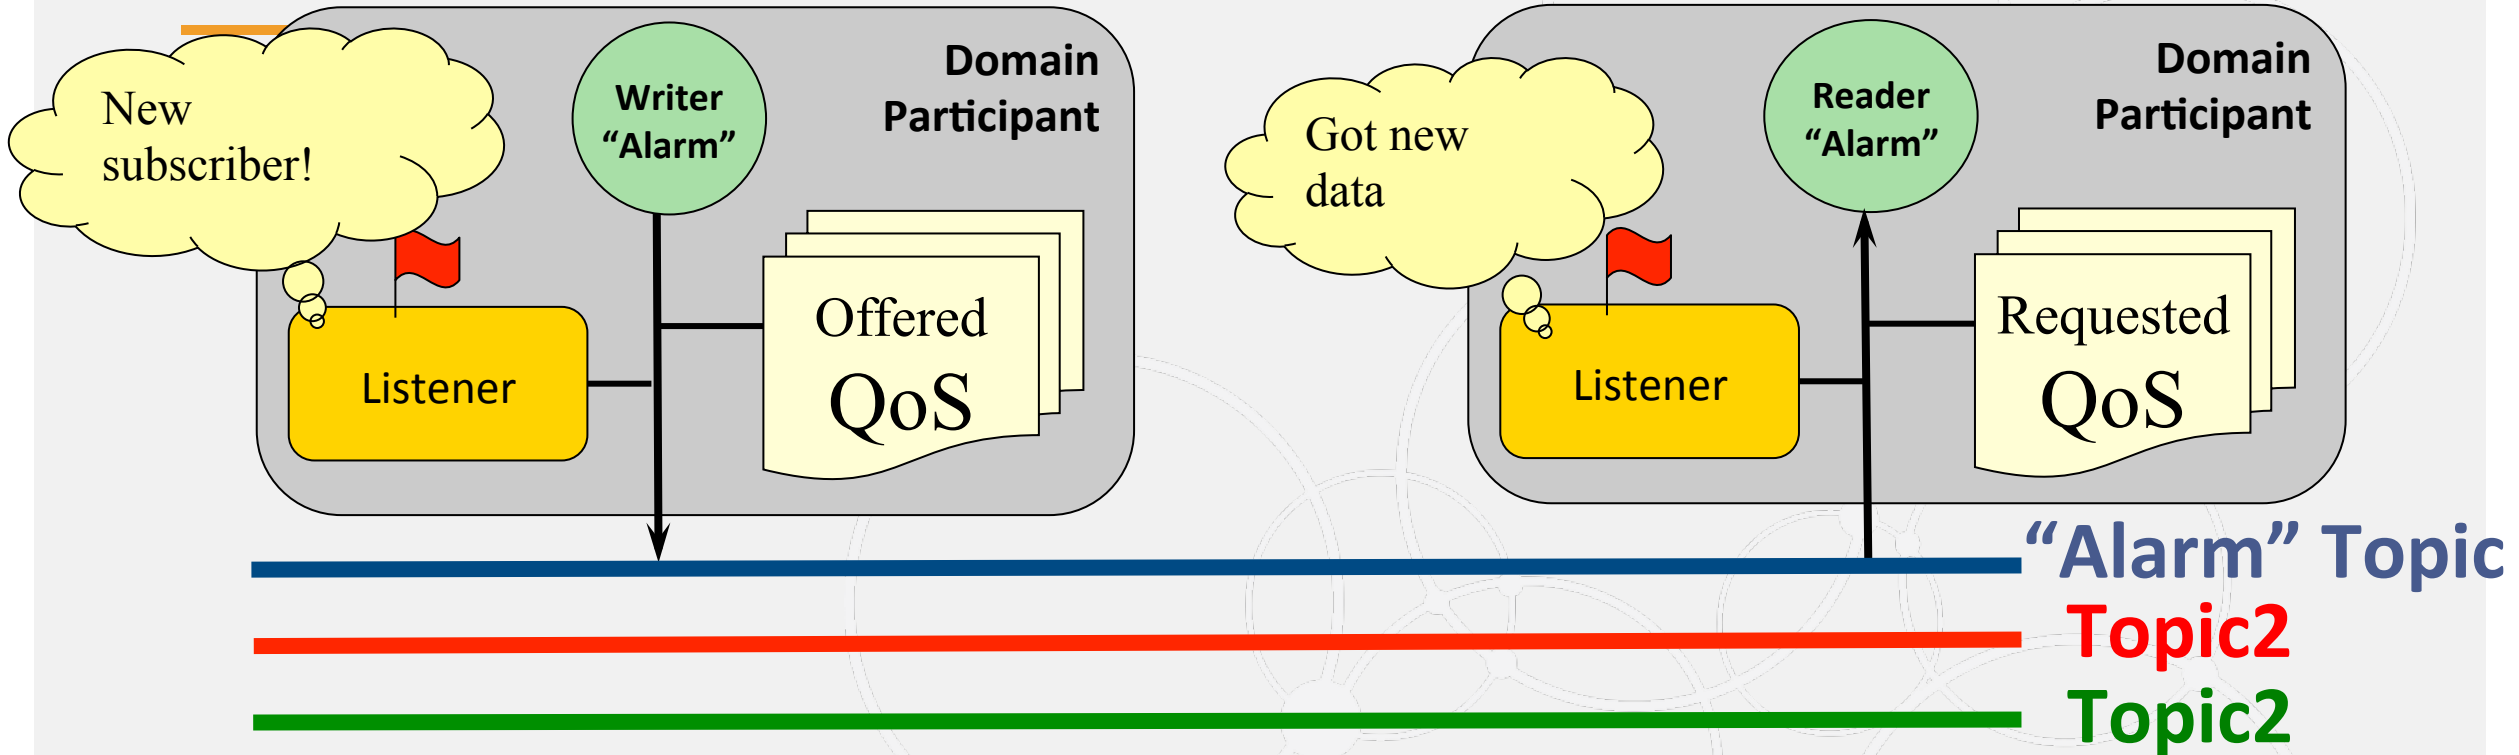 New
subscriber!
Writer
“Alarm”
Domain
Participant
Listener
Offered
QoS
Got new
data
Reader
“Alarm”
Domain
Participant
Listener
Requested
QoS
“Alarm” Topic
Topic2
Topic2